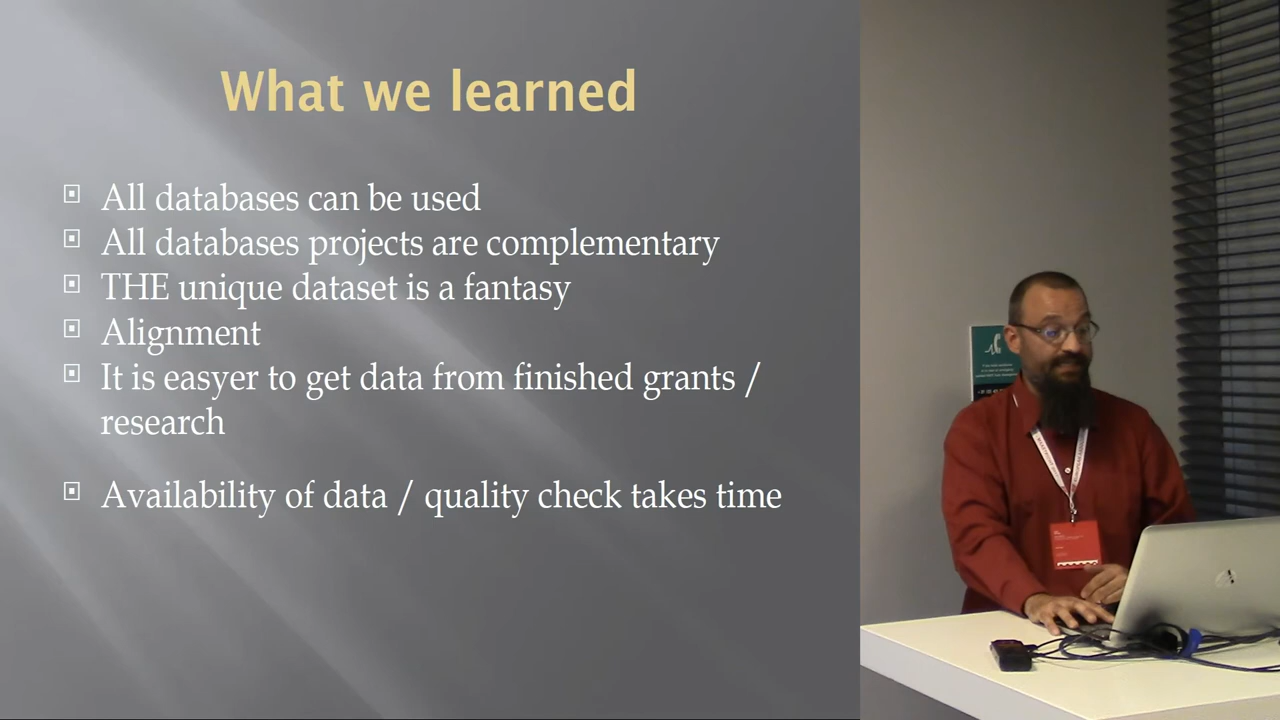 What we learned
All databases can be used
All databases projects are complementary
THE unique dataset is a fantasy
Alignment
It is easyer to get data from finished grants /
research
Availability of data / quality check takes time